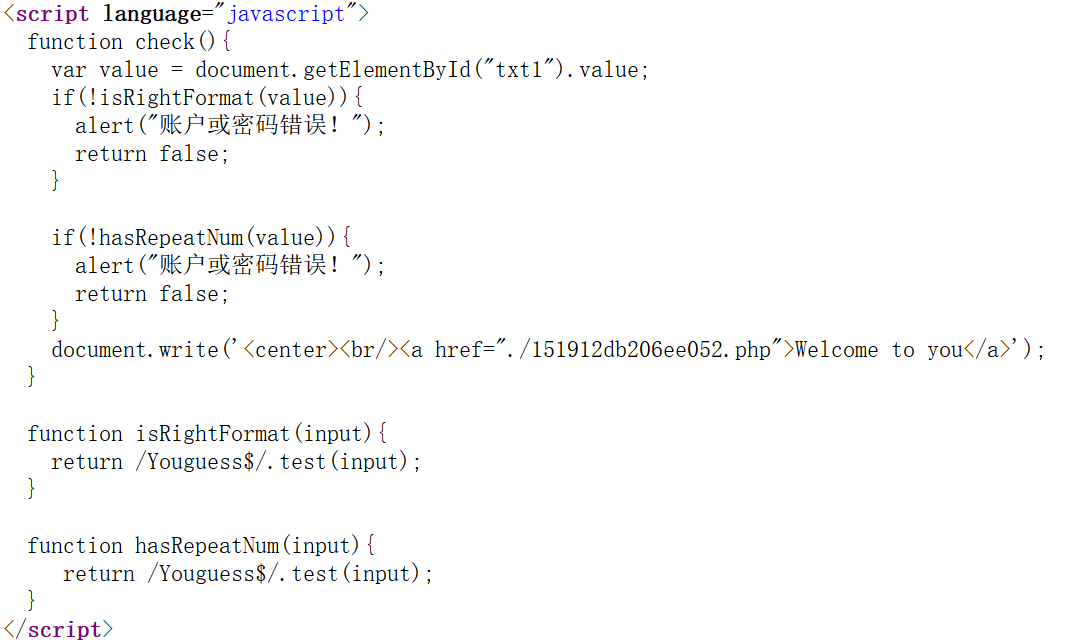 <script language="javascript">
  function check(){
    var value = document.getElementById("txt1").value;
    if(!isRightFormat(value)){
      alert("账户或密码错误！");
      return false;
    }

    if(!hasRepeatNum(value)){
      alert("账户或密码错误！");
      return false;
    }
    document.write('<center><br/><a href="./151912db206ee052.php">Welcome to you</a>');
  }

  function isRightFormat(input){
    return /Youguess$/.test(input);
  }

  function hasRepeatNum(input){
     return /Youguess$/.test(input);
  }
</script>